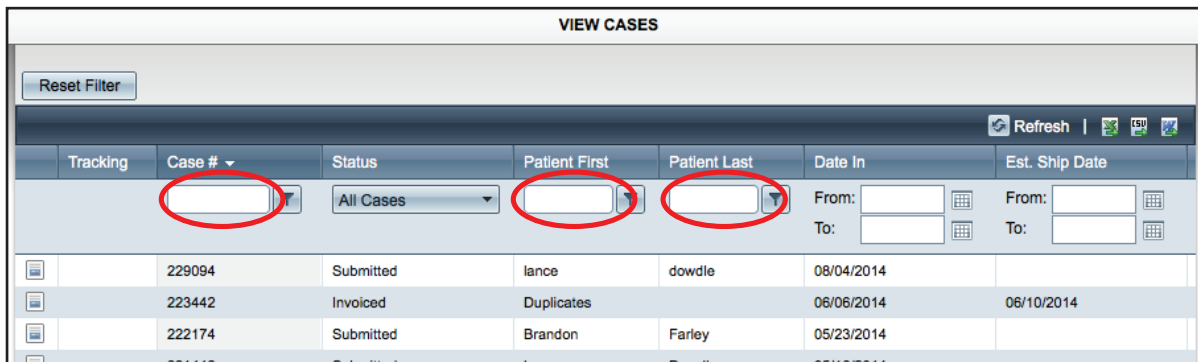 VIEW CASES
Reset Filter
Refresh | CSV
Tracking Case # Status Patient First Patient Last Date In Est. Ship Date
All Cases From: From:
To: To:
229094 Submitted lance dowdle 08/04/2014
223442 Invoiced Duplicates 06/06/2014 06/10/2014
222174 Submitted Brandon Farley 05/23/2014